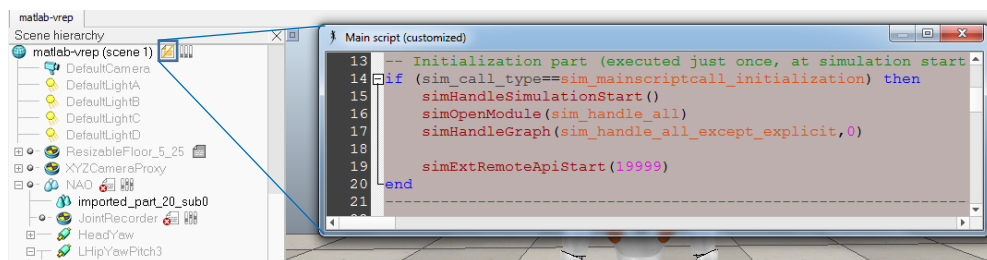 matlab-vrep
Scene hierarchy
matlab-vrep (scene 1)
DefaultCamera
DefaultLightA
DefaultLightB
DefaultLightC
DefaultLightD
ResizableFloor_5_25
XYZCameraProxy
NAO
imported_part_20_sub0
JointRecorder
HeadYaw
LHipYawPitch3
Main script (customized)
13 -- Initialization part (executed just once, at simulation start
14 if (sim_call_type==sim_mainscriptcall_initialization) then
15 simHandleSimulationStart()
16 simOpenModule(sim_handle_all)
17 simHandleGraph(sim_handle_all_except_explicit,0)
18
19 simExtRemoteApiStart(19999)
20 end
21 ------------------------------------------------------------